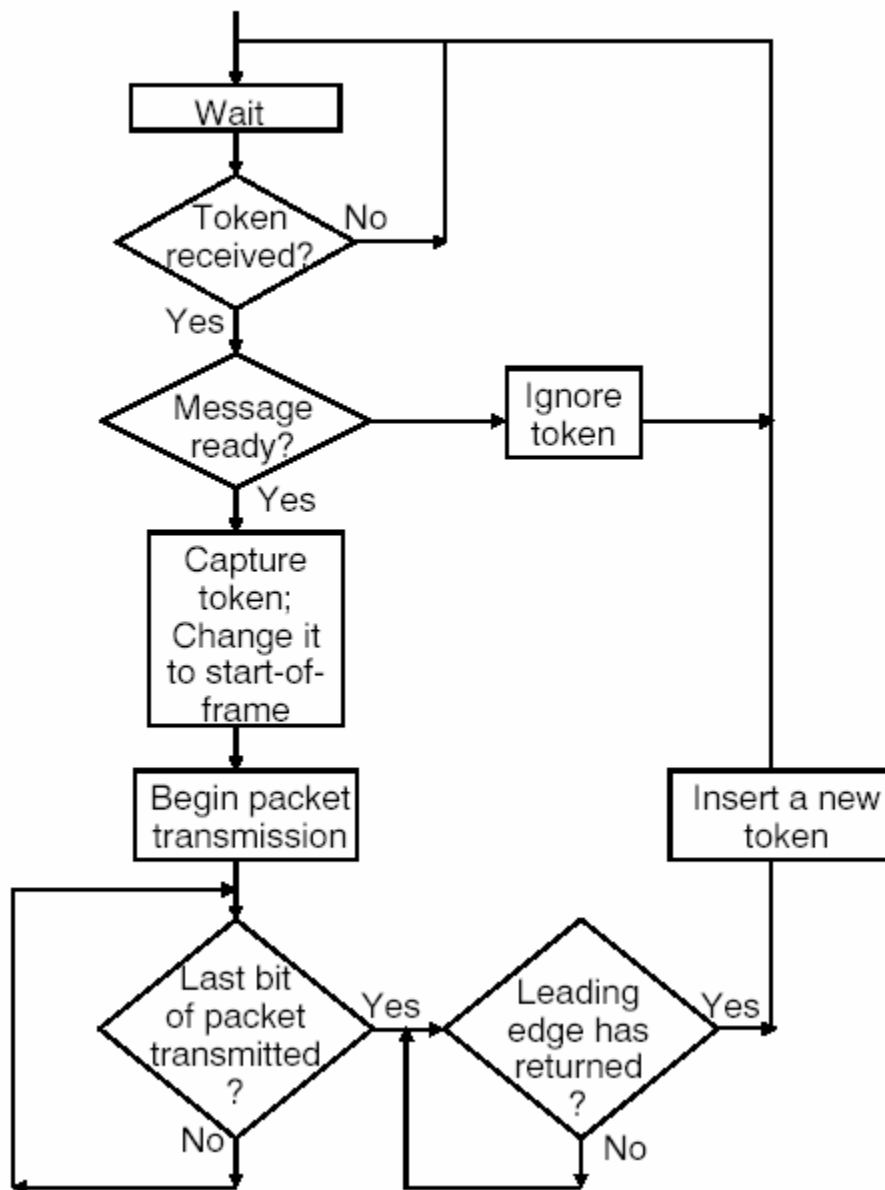 Wait
Token
received?
No
Yes
Message
ready?
Ignore
token
Yes
Capture
token;
Change it
to start-of-
frame
Begin packet
transmission
Insert a new
token
Last bit
of packet
transmitted
?
Yes
No
Leading
edge has
returned
?
Yes
No